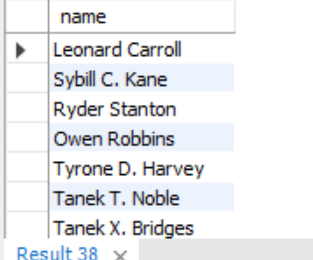 name
Leonard Carroll
Sybill C. Kane
Ryder Stanton
Owen Robbins
Tyrone D. Harvey
Tanek T. Noble
Tanek X. Bridges
Result 38 ×